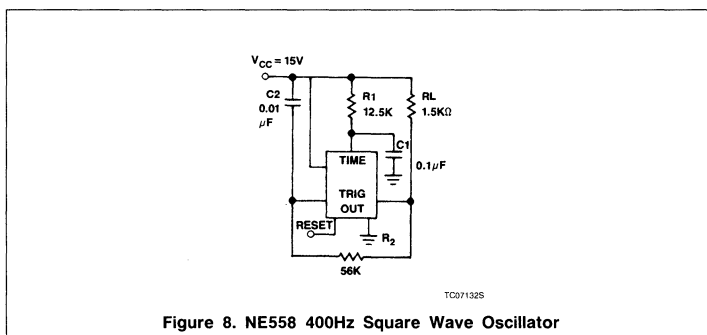 VCC = 15V
C2
0.01
μF
R1
12.5K
RL
1.5KΩ
C1
0.1μF
TIME
TRIG
OUT
RESET
R2
56K
TC07132S
Figure 8. NE558 400Hz Square Wave Oscillator